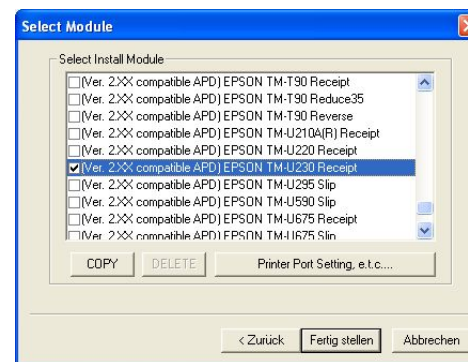 Select Module
Select Install Module
(Ver. 2.XX compatible APD) EPSON TM-T90 Receipt
(Ver. 2.XX compatible APD) EPSON TM-T90 Reduce35
(Ver. 2.XX compatible APD) EPSON TM-T90 Reverse
(Ver. 2.XX compatible APD) EPSON TM-U210A(R) Receipt
(Ver. 2.XX compatible APD) EPSON TM-U220 Receipt
(Ver. 2.XX compatible APD) EPSON TM-U230 Receipt
(Ver. 2.XX compatible APD) EPSON TM-U295 Slip
(Ver. 2.XX compatible APD) EPSON TM-U590 Slip
(Ver. 2.XX compatible APD) EPSON TM-U675 Receipt
(Ver. 2.XX compatible APD) EPSON TM-U675 Slip
COPY DELETE Printer Port Setting, e.t.c....
< Zurück Fertig stellen Abbrechen